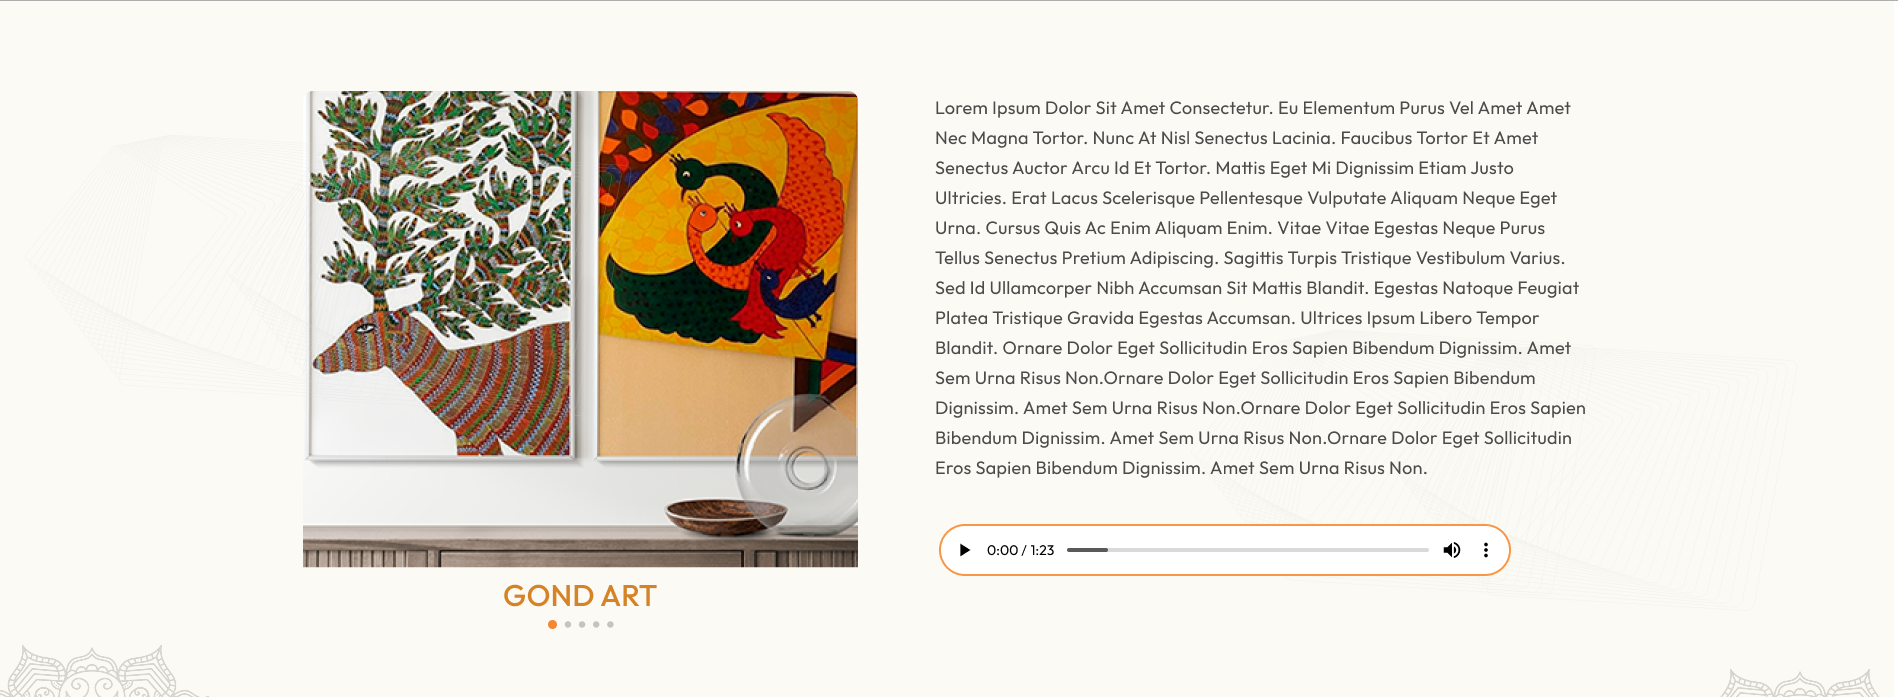 GOND ART
Lorem Ipsum Dolor Sit Amet Consectetur. Eu Elementum Purus Vel Amet Amet
Nec Magna Tortor. Nunc At Nisl Senectus Lacinia. Faucibus Tortor Et Amet
Senectus Auctor Arcu Id Et Tortor. Mattis Eget Mi Dignissim Etiam Justo
Ultricies. Erat Lacus Scelerisque Pellentesque Vulputate Aliquam Neque Eget
Urna. Cursus Quis Ac Enim Aliquam Enim. Vitae Vitae Egestas Neque Purus
Tellus Senectus Pretium Adipiscing. Sagittis Turpis Tristique Vestibulum Varius.
Sed Id Ullamcorper Nibh Accumsan Sit Mattis Blandit. Egestas Natoque Feugiat
Platea Tristique Gravida Egestas Accumsan. Ultrices Ipsum Libero Tempor
Blandit. Ornare Dolor Eget Sollicitudin Eros Sapien Bibendum Dignissim. Amet
Sem Urna Risus Non.Ornare Dolor Eget Sollicitudin Eros Sapien Bibendum
Dignissim. Amet Sem Urna Risus Non.Ornare Dolor Eget Sollicitudin Eros Sapien
Bibendum Dignissim. Amet Sem Urna Risus Non.Ornare Dolor Eget Sollicitudin
Eros Sapien Bibendum Dignissim. Amet Sem Urna Risus Non.
0:00 / 1:23